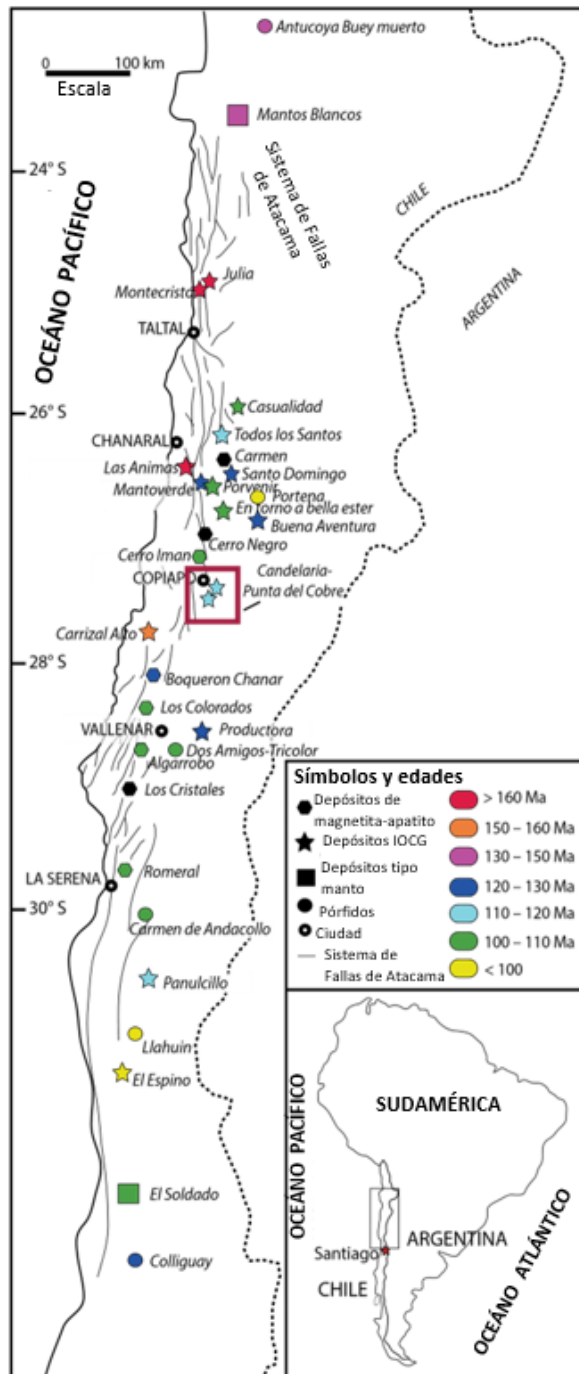 Antucoya Buey muerto
0 100 km
Escala
Mantos Blancos
24° S
Sistema de Fallas
de Atacama
CHILE
ARGENTINA
OCEÁNO PACÍFICO
Julia
Montecristo
TALTAL
26° S
Casualidad
CHANARAL
Todos los Santos
Carmen
Las Animas
Santo Domingo
Mantoverde
Porvenir
Portena
En torno a bella ester
Buena Aventura
Cerro Negro
Cerro Iman
COPIAPO
Candelaria-
Punta del Cobre
Carrizal Alto
28° S
Boqueron Chanar
Los Colorados
VALLENAR
Productora
Dos Amigos-Tricolor
Algarrobo
Los Cristales
Romeral
LA SERENA
30° S
Carmen de Andacollo
Panulcillo
Llahuin
El Espino
El Soldado
Colliguay
Símbolos y edades
Depósitos de
magnetita-apatito
Depósitos IOCG
Depósitos tipo
manto
Pórfidos
Ciudad
Sistema de
Fallas de Atacama
> 160 Ma
150 – 160 Ma
130 – 150 Ma
120 – 130 Ma
110 – 120 Ma
100 – 110 Ma
< 100
OCEÁNO PACÍFICO
SUDAMÉRICA
ARGENTINA
Santiago
CHILE
OCEÁNO ATLÁNTICO